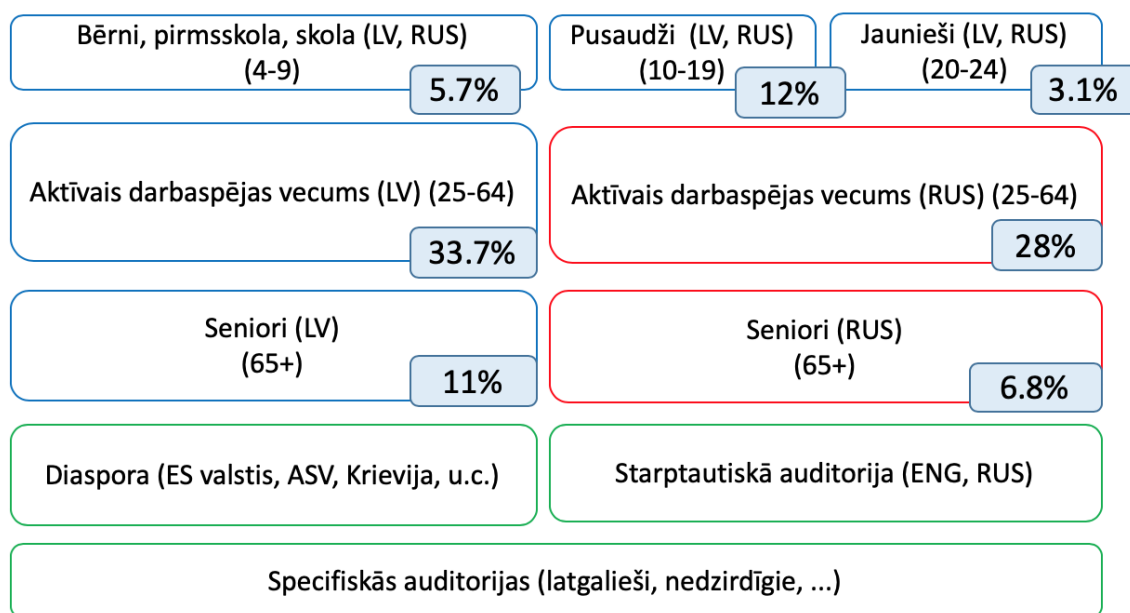 Bērni, pirmsskola, skola (LV, RUS)
(4-9)
5.7%
Pusaudži (LV, RUS)
(10-19)
12%
Jaunieši (LV, RUS)
(20-24)
3.1%
Aktīvais darbaspējas vecums (LV) (25-64)
33.7%
Aktīvais darbaspējas vecums (RUS) (25-64)
28%
Seniori (LV)
(65+)
11%
Seniori (RUS)
(65+)
6.8%
Diaspora (ES valstis, ASV, Krievija, u.c.)
Starptautiskā auditorija (ENG, RUS)
Specifiskās auditorijas (latgalieši, nedzirdīgie, ...)